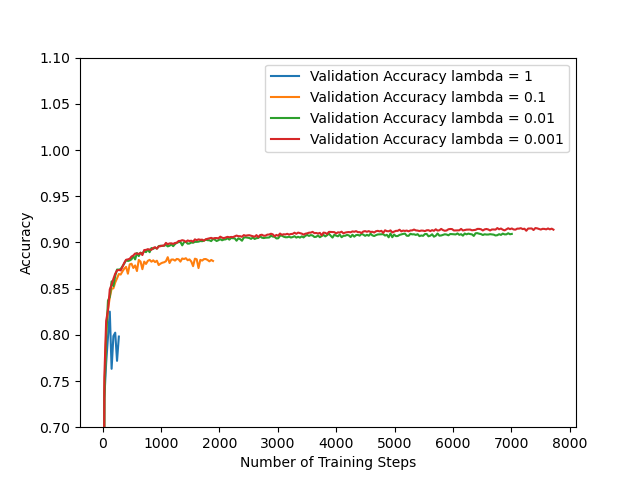 1.10
1.05
1.00
0.95
0.90
0.85
0.80
0.75
0.70
Accuracy
Validation Accuracy lambda = 1
Validation Accuracy lambda = 0.1
Validation Accuracy lambda = 0.01
Validation Accuracy lambda = 0.001
0 1000 2000 3000 4000 5000 6000 7000 8000
Number of Training Steps